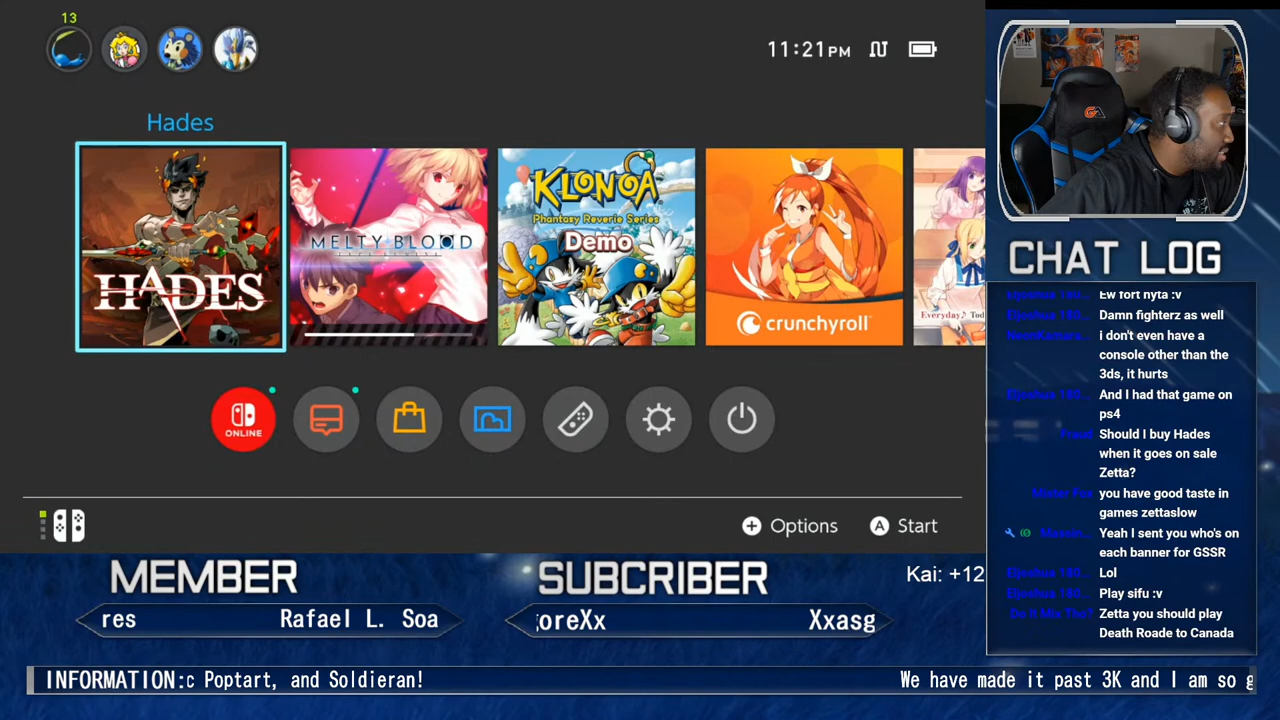 13
11:21PM
Hades
HADES
MELTY BLOOD
KLONOA
Phantasy Reverie Series
Demo
crunchyroll
Everyday♪ Tod
ONLINE
Options
Start
MEMBER
res Rafael L. Soa
SUBCRIBER
oreXx Xxasg
Kai: +12
INFORMATION:c Poptart, and Soldieran! We have made it past 3K and I am so g
CHAT LOG
Ew fort nyta :v
Damn fighterz as well
i don't even have a
console other than the
3ds, it hurts
And I had that game on
ps4
Should I buy Hades
when it goes on sale
Zetta?
Mister Fox you have good taste in
games zettaslow
Yeah I sent you who's on
each banner for GSSR
Lol
Play sifu :v
Zetta you should play
Death Roade to Canada